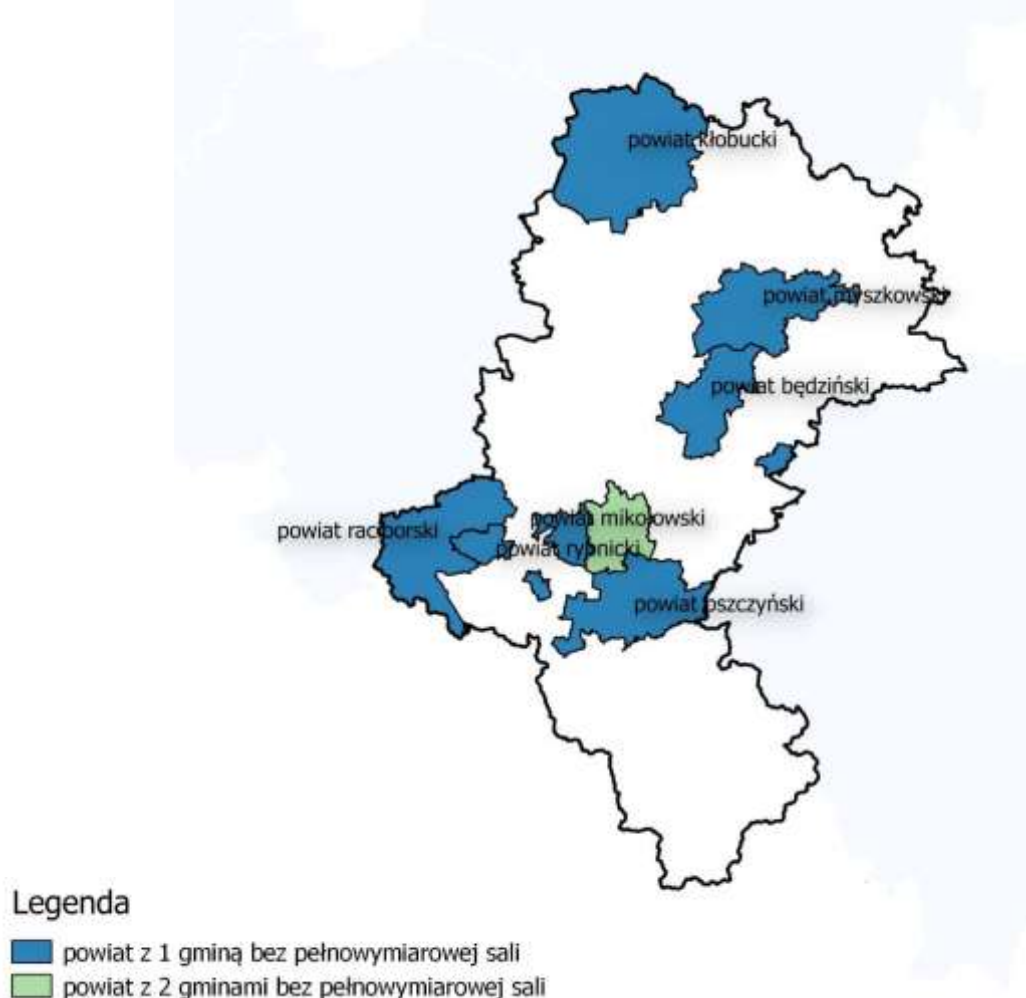 powiat kłobucki
powiat myszkowski
powiat będziński
powiat mikołowski
powiat raciborski
powiat rybnicki
powiat pszczyński
Legenda
powiat z 1 gminą bez pełnowymiarowej sali
powiat z 2 gminami bez pełnowymiarowej sali